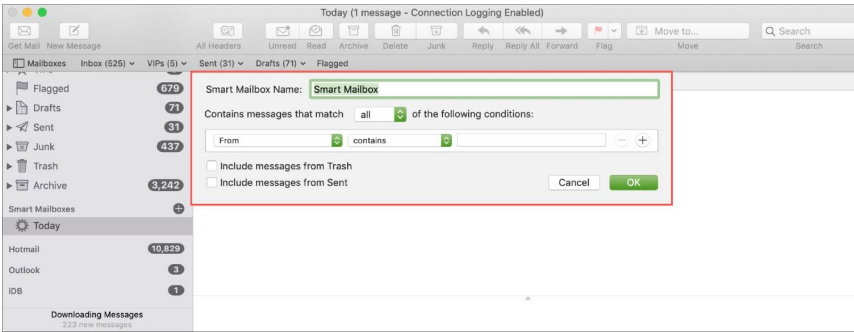 Today (1 message - Connection Logging Enabled)
Move to...
Search
Get Mail New Message All Headers Unread Read Archive Delete Junk Reply Reply All Forward Flag Move Search
Mailboxes Inbox (525) VIPs (5) Sent (31) Drafts (71) Flagged
Flagged 679
Drafts 71
Sent 31
Junk 437
Trash
Archive 3,242
Smart Mailboxes
Today
Hotmail 10,829
Outlook 3
iDB 1
Downloading Messages
223 new messages
Smart Mailbox Name: Smart Mailbox
Contains messages that match all of the following conditions:
From contains
Include messages from Trash
Include messages from Sent
Cancel OK